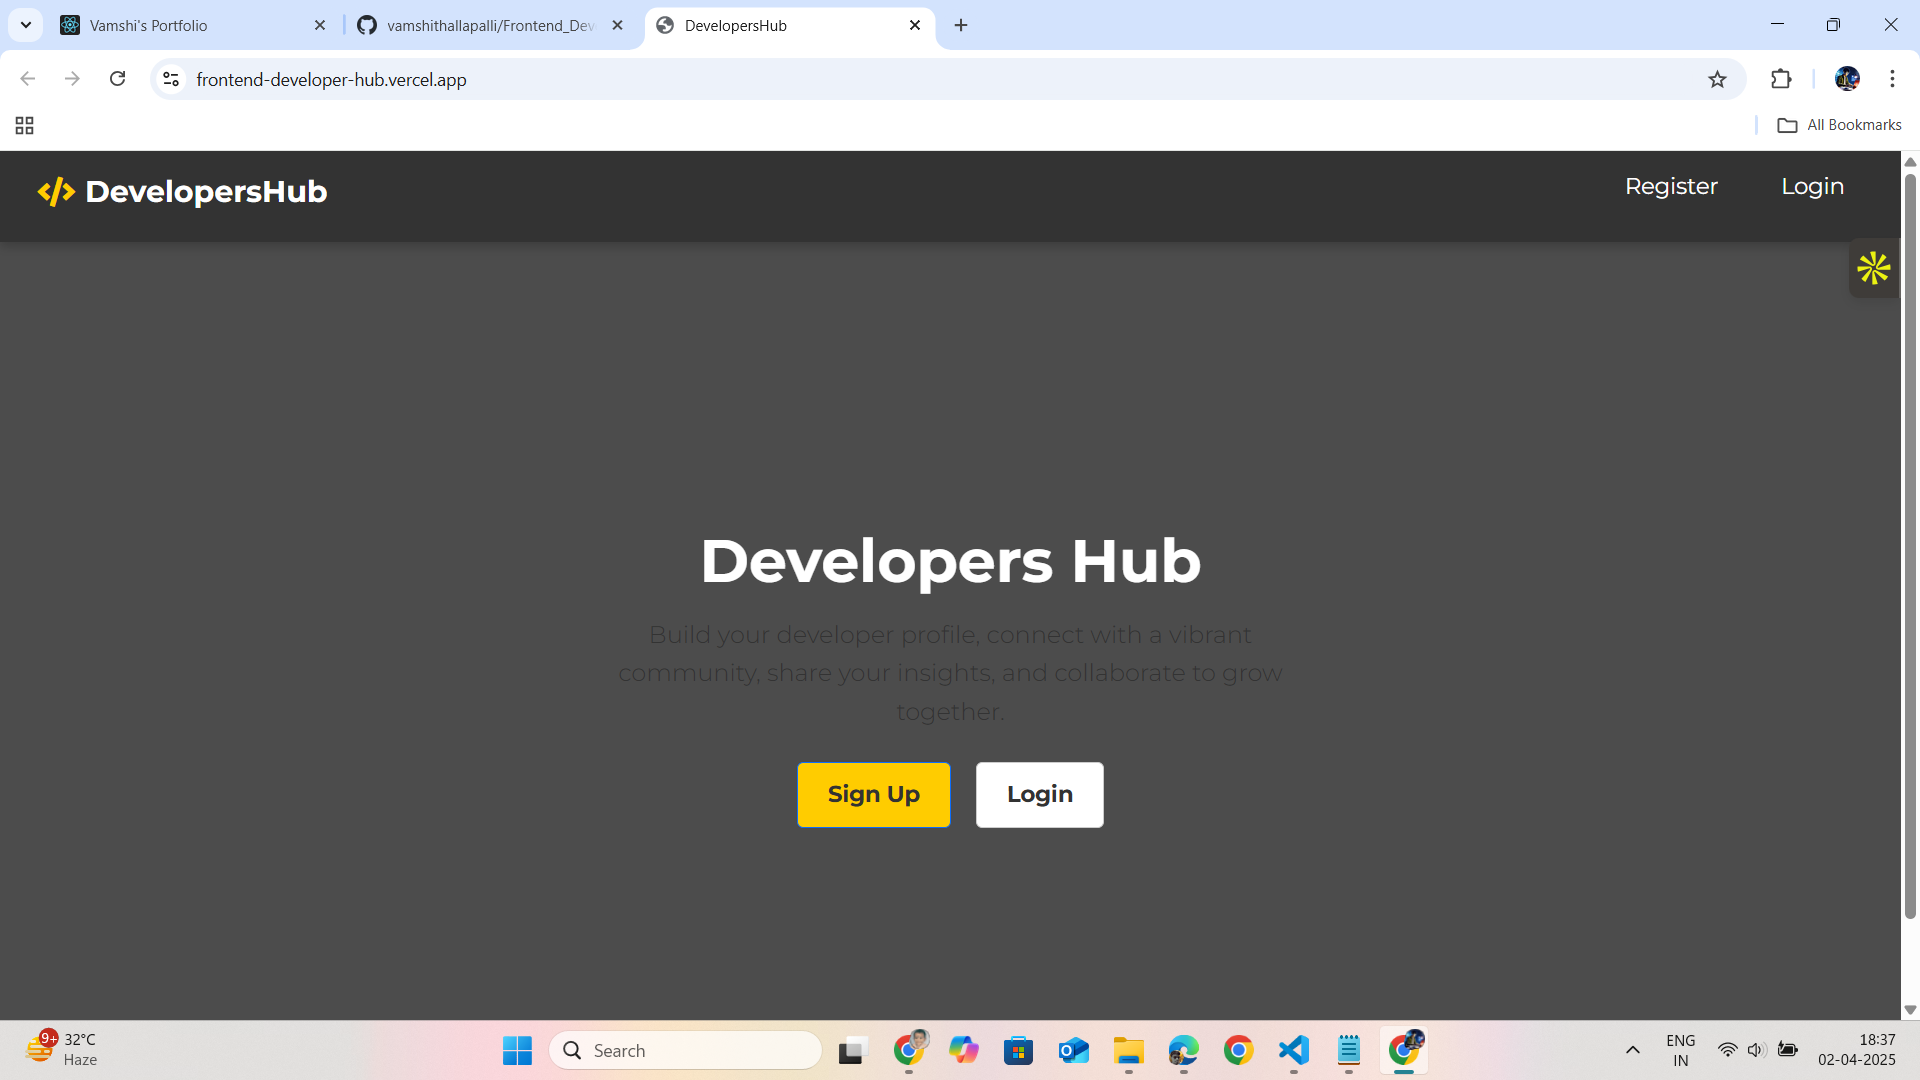 Vamshi's Portfolio
vamshithallapalli/Frontend_Dev
DevelopersHub
frontend-developer-hub.vercel.app
All Bookmarks
</> DevelopersHub
Register
Login
Developers Hub
Build your developer profile, connect with a vibrant
community, share your insights, and collaborate to grow
together.
Sign Up
Login
9+
32°C
Haze
Search
ENG
IN
18:37
02-04-2025